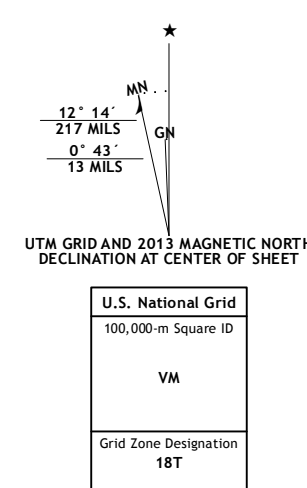 MN
GN
12° 14´
217 MILS
0° 43´
13 MILS
UTM GRID AND 2013 MAGNETIC NORTH
DECLINATION AT CENTER OF SHEET
U.S. National Grid
100,000-m Square ID
VM
Grid Zone Designation
18T